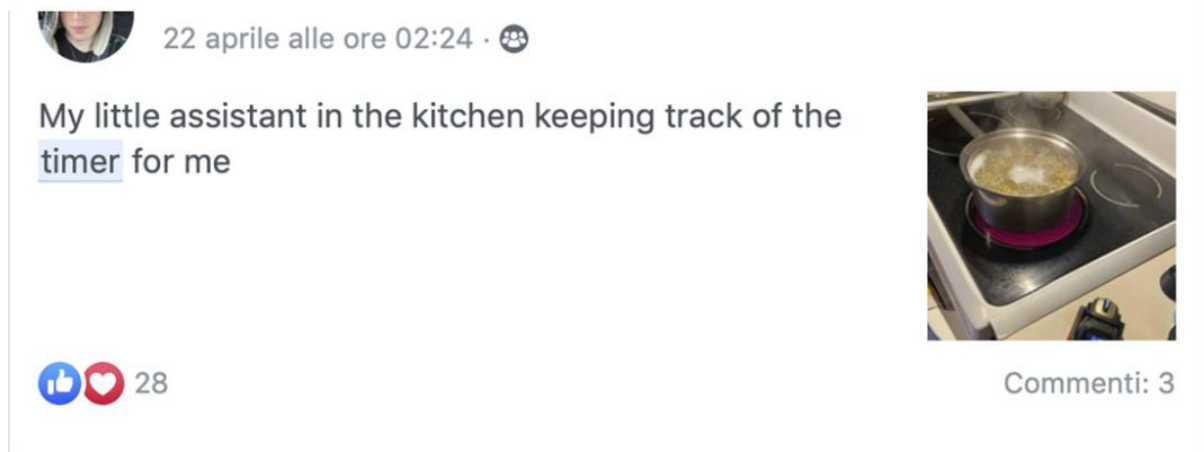 22 aprile alle ore 02:24 ·
My little assistant in the kitchen keeping track of the
timer for me
28
Commenti: 3